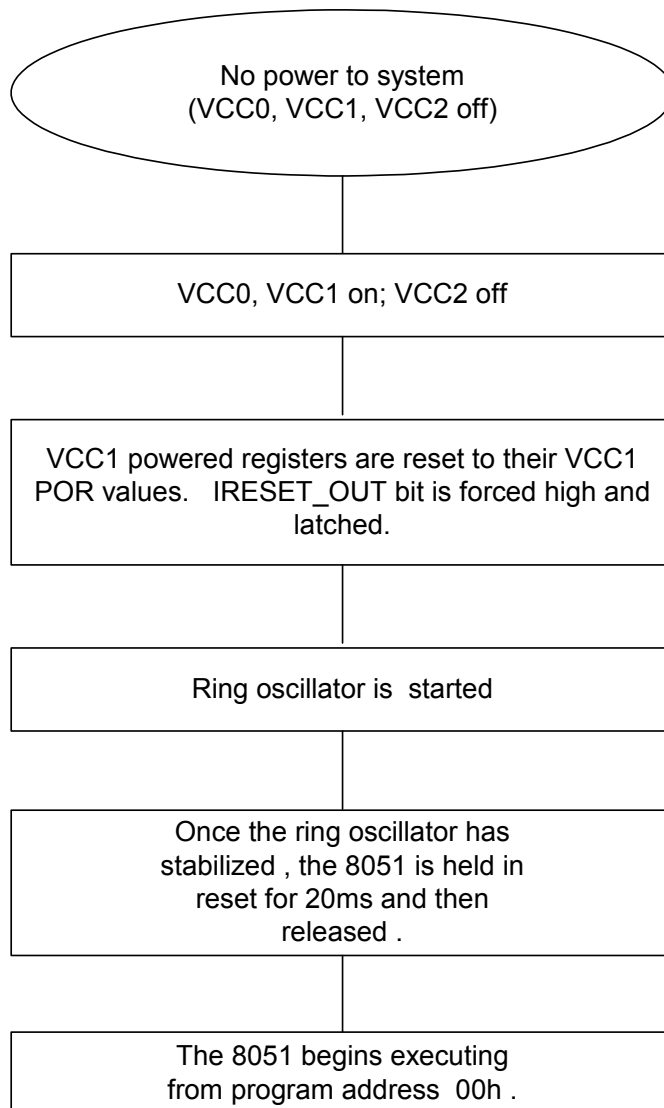 No power to system
(VCC0, VCC1, VCC2 off)
VCC0, VCC1 on; VCC2 off
VCC1 powered registers are reset to their VCC1
POR values. IRESET_OUT bit is forced high and
latched.
Ring oscillator is started
Once the ring oscillator has
stabilized , the 8051 is held in
reset for 20ms and then
released .
The 8051 begins executing
from program address 00h .